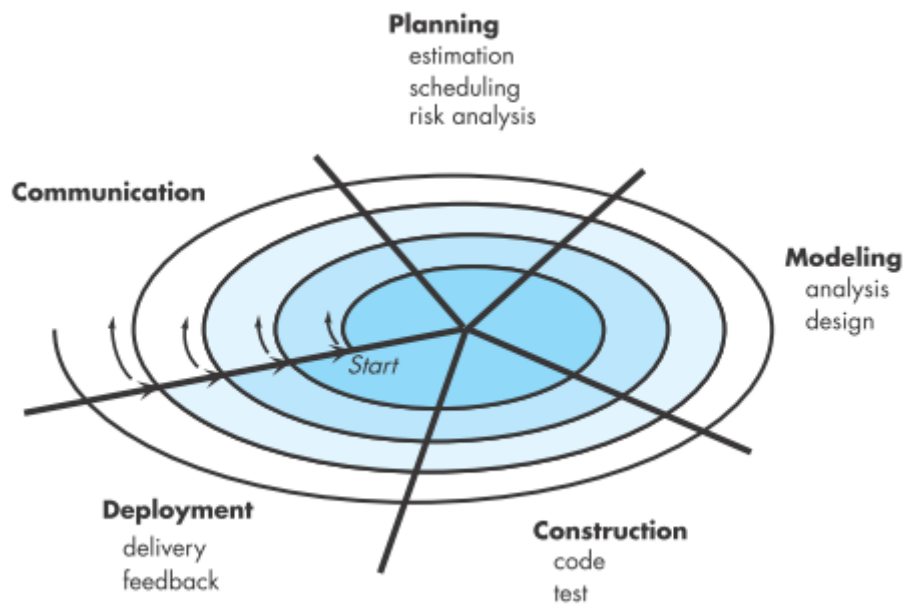 Planning
estimation
scheduling
risk analysis
Communication
Modeling
analysis
design
Start
Deployment
delivery
feedback
Construction
code
test